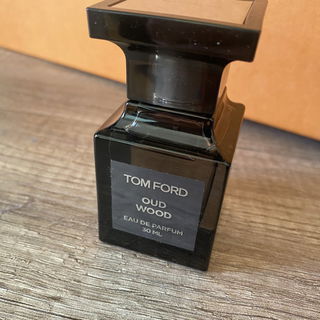 TOM FORD
OUD
WOOD
EAU DE PARFUM
30 ML